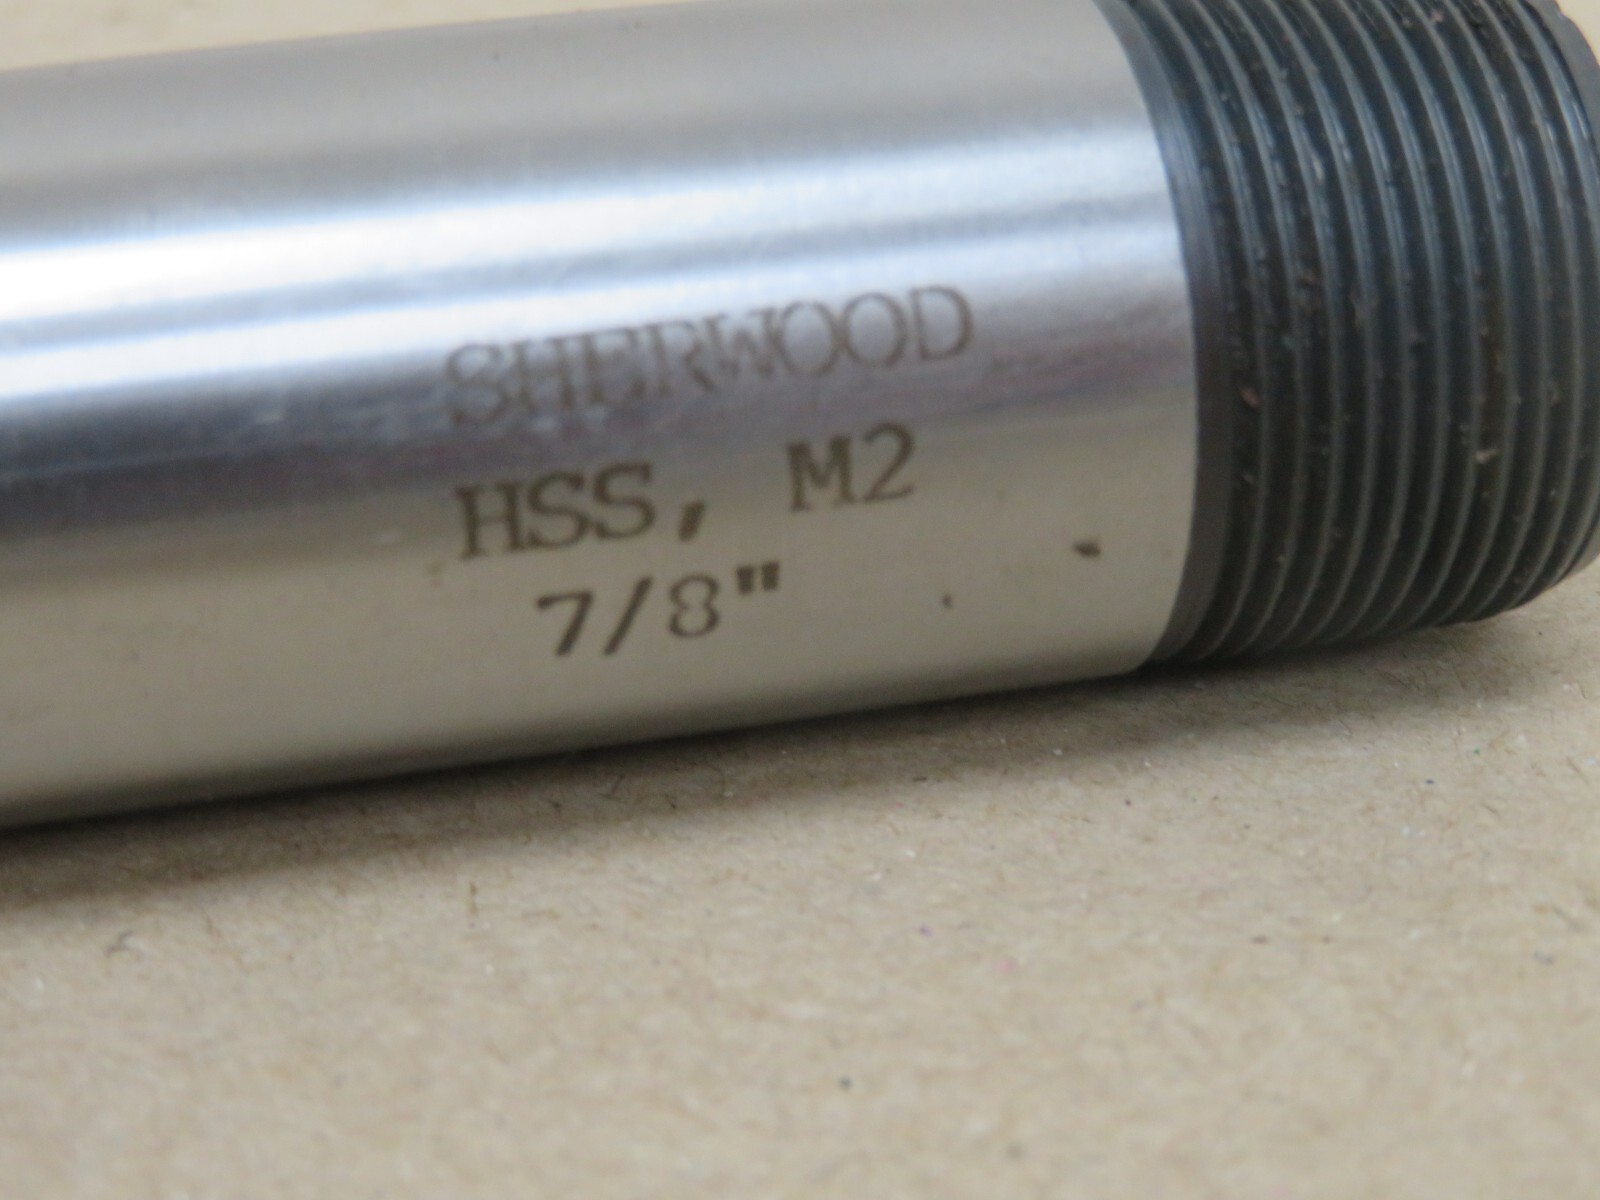 SHERWOOD
HSS, M2
7/8"